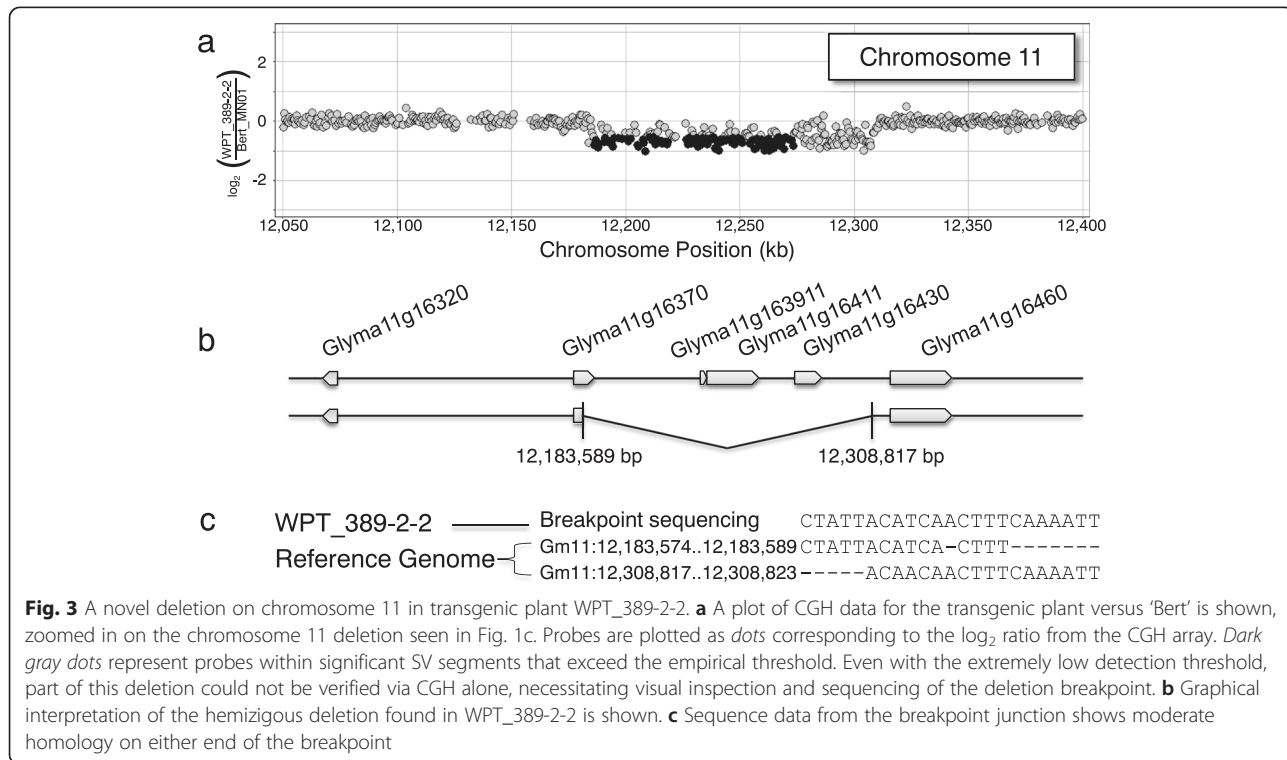 a
Chromosome 11
log2 (WPT_389-2-2 / Bert_MN01)
2
0
-2
12,050 12,100 12,150 12,200 12,250 12,300 12,350 12,400
Chromosome Position (kb)
b
Glyma11g16320
Glyma11g16370
Glyma11g163911
Glyma11g16411
Glyma11g16430
Glyma11g16460
12,183,589 bp
12,308,817 bp
c
WPT_389-2-2 Breakpoint sequencing CTATTACATCAACTTTCAAAATT
Reference Genome
Gm11:12,183,574..12,183,589 CTATTACATCA-CTTT-------
Gm11:12,308,817..12,308,823 -----ACAACAACTTTCAAAATT
Fig. 3 A novel deletion on chromosome 11 in transgenic plant WPT_389-2-2. a A plot of CGH data for the transgenic plant versus ‘Bert’ is shown,
zoomed in on the chromosome 11 deletion seen in Fig. 1c. Probes are plotted as dots corresponding to the log2 ratio from the CGH array. Dark
gray dots represent probes within significant SV segments that exceed the empirical threshold. Even with the extremely low detection threshold,
part of this deletion could not be verified via CGH alone, necessitating visual inspection and sequencing of the deletion breakpoint. b Graphical
interpretation of the hemizigous deletion found in WPT_389-2-2 is shown. c Sequence data from the breakpoint junction shows moderate
homology on either end of the breakpoint